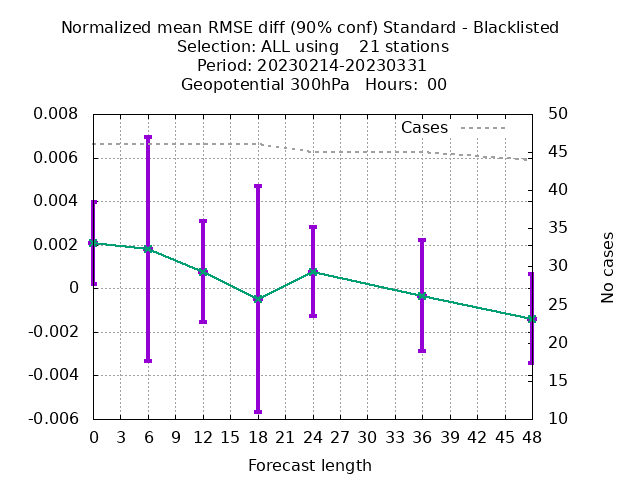 Normalized mean RMSE diff (90% conf) Standard - Blacklisted
Selection: ALL using    21 stations
Period: 20230214-20230331
Geopotential 300hPa   Hours:  00
Cases
0.008
0.006
0.004
0.002
0
-0.002
-0.004
-0.006
50
45
40
35
30
25
20
15
10
No cases
0 3 6 9 12 15 18 21 24 27 30 33 36 39 42 45 48
Forecast length